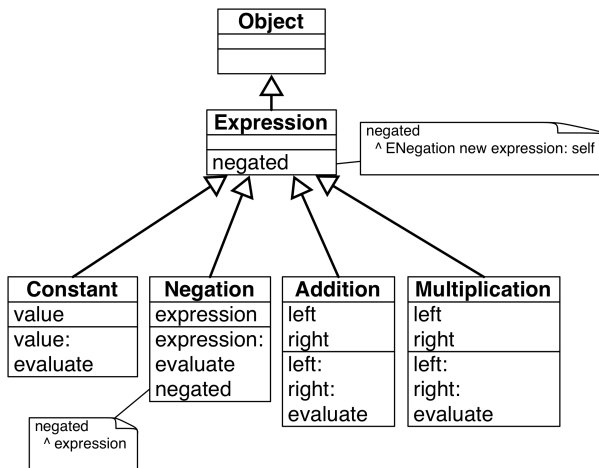 Object
Expression
negated
negated
^ ENegation new expression: self
Constant
value
value:
evaluate
Negation
expression
expression:
evaluate
negated
Addition
left
right
left:
right:
evaluate
Multiplication
left
right
left:
right:
evaluate
negated
^ expression